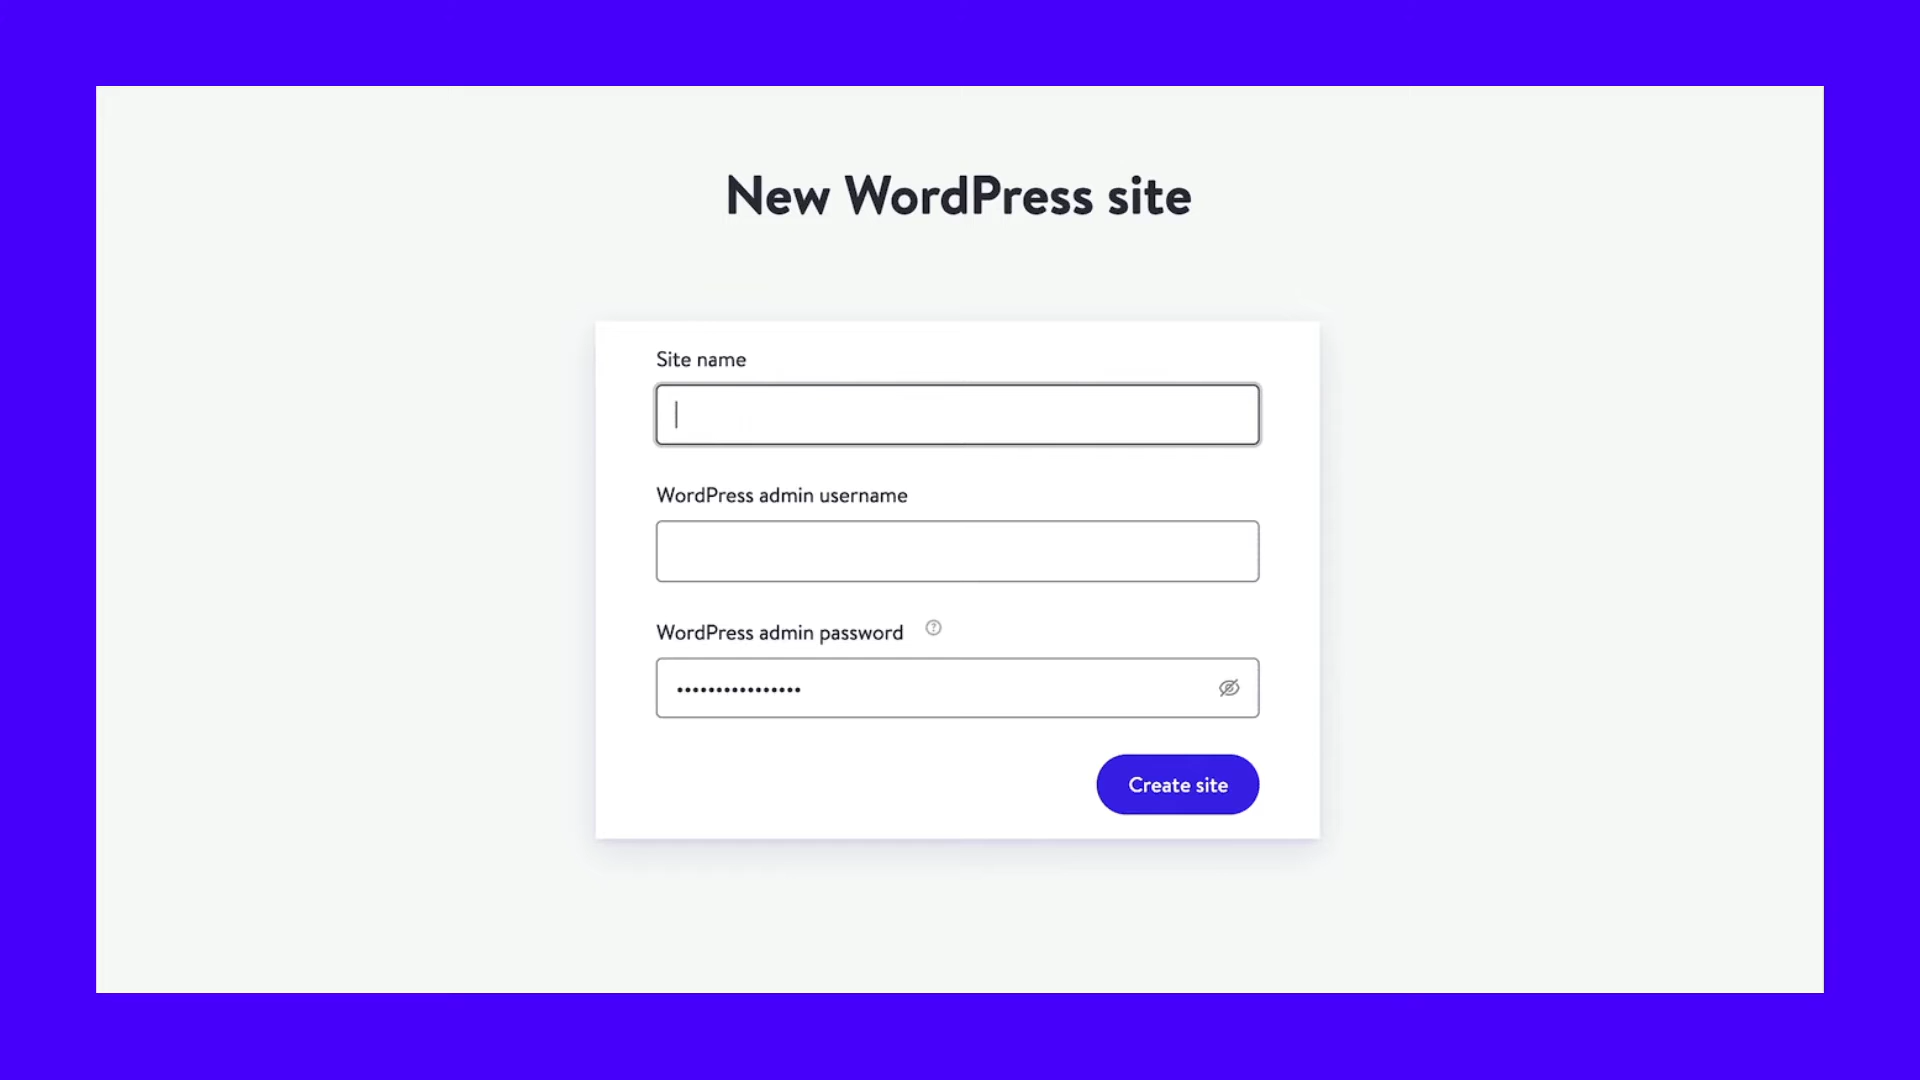 New WordPress site
Site name
WordPress admin username
WordPress admin password
••••••••••••••••
Create site